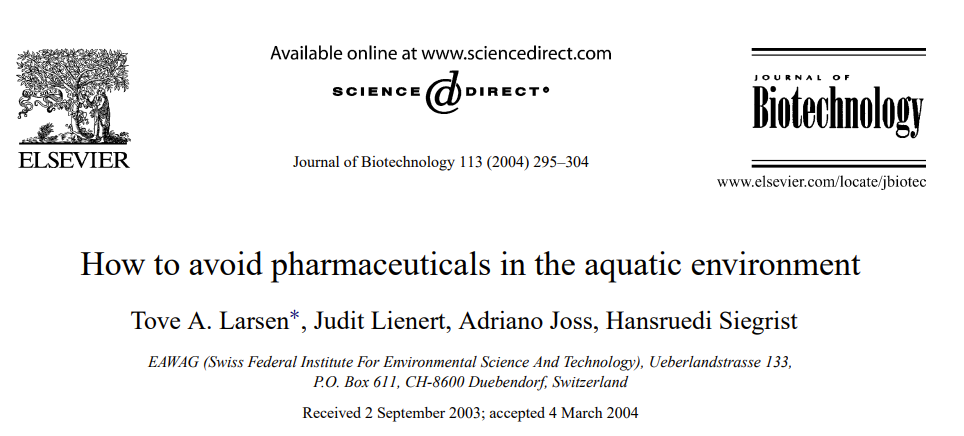 Available online at www.sciencedirect.com
SCIENCE DIRECT®
ELSEVIER
Journal of Biotechnology 113 (2004) 295–304
JOURNAL OF
Biotechnology
www.elsevier.com/locate/jbiotec
How to avoid pharmaceuticals in the aquatic environment
Tove A. Larsen*, Judit Lienert, Adriano Joss, Hansruedi Siegrist
EAWAG (Swiss Federal Institute For Environmental Science And Technology), Ueberlandstrasse 133,
P.O. Box 611, CH-8600 Duebendorf, Switzerland
Received 2 September 2003; accepted 4 March 2004